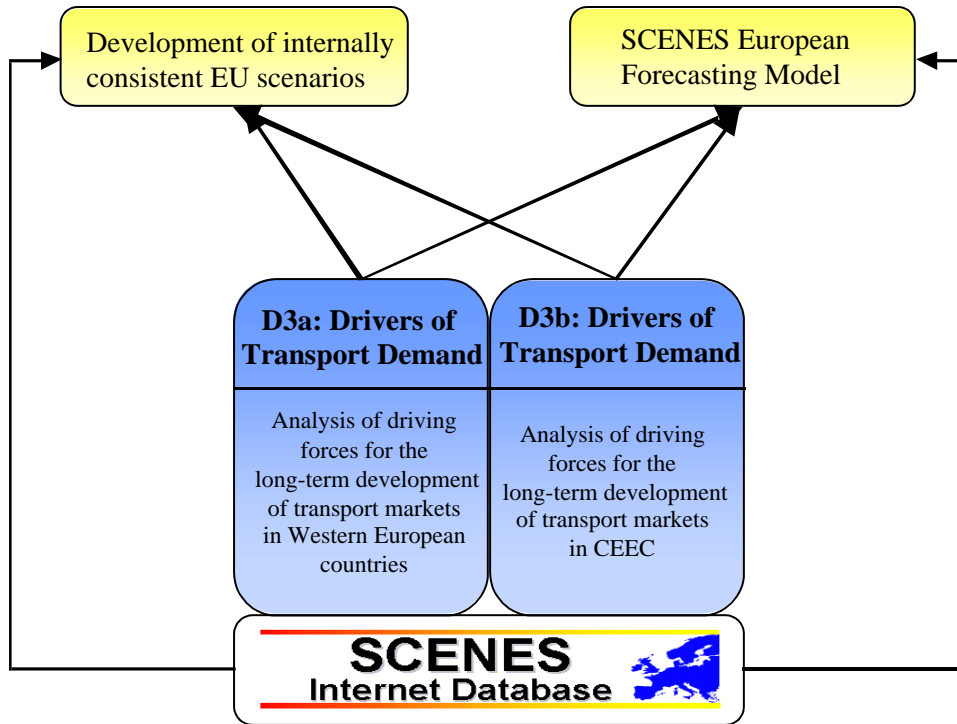 Development of internally
consistent EU scenarios
SCENES European
Forecasting Model
D3a: Drivers of
Transport Demand
D3b: Drivers of
Transport Demand
Analysis of driving
forces for the
long-term development
of transport markets
in Western European
countries
Analysis of driving
forces for the
long-term development
of transport markets
in CEEC
SCENES
Internet Database